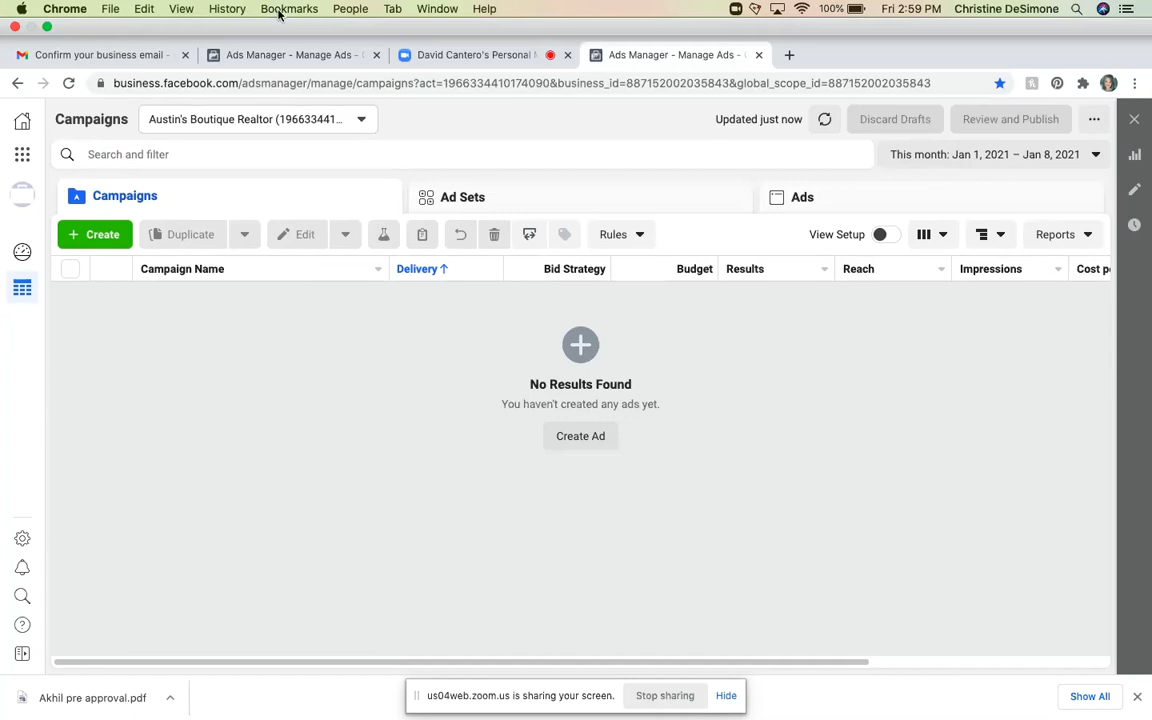 Chrome File Edit View History Bookmarks People Tab Window Help 100% Fri 2:59 PM Christine DeSimone
Confirm your business email - Ads Manager - Manage Ads - David Cantero's Personal Ads Manager - Manage Ads -
business.facebook.com/adsmanager/manage/campaigns?act=1966334410174090&business_id=887152002035843&global_scope_id=887152002035843
Campaigns Austin's Boutique Realtor (196633441... Updated just now Discard Drafts Review and Publish
Search and filter This month: Jan 1, 2021 – Jan 8, 2021
Campaigns Ad Sets Ads
+ Create Duplicate Edit Rules View Setup Reports
Campaign Name Delivery ↑ Bid Strategy Budget Results Reach Impressions Cost p
No Results Found
You haven't created any ads yet.
Create Ad
Akhil pre approval.pdf us04web.zoom.us is sharing your screen. Stop sharing Hide Show All